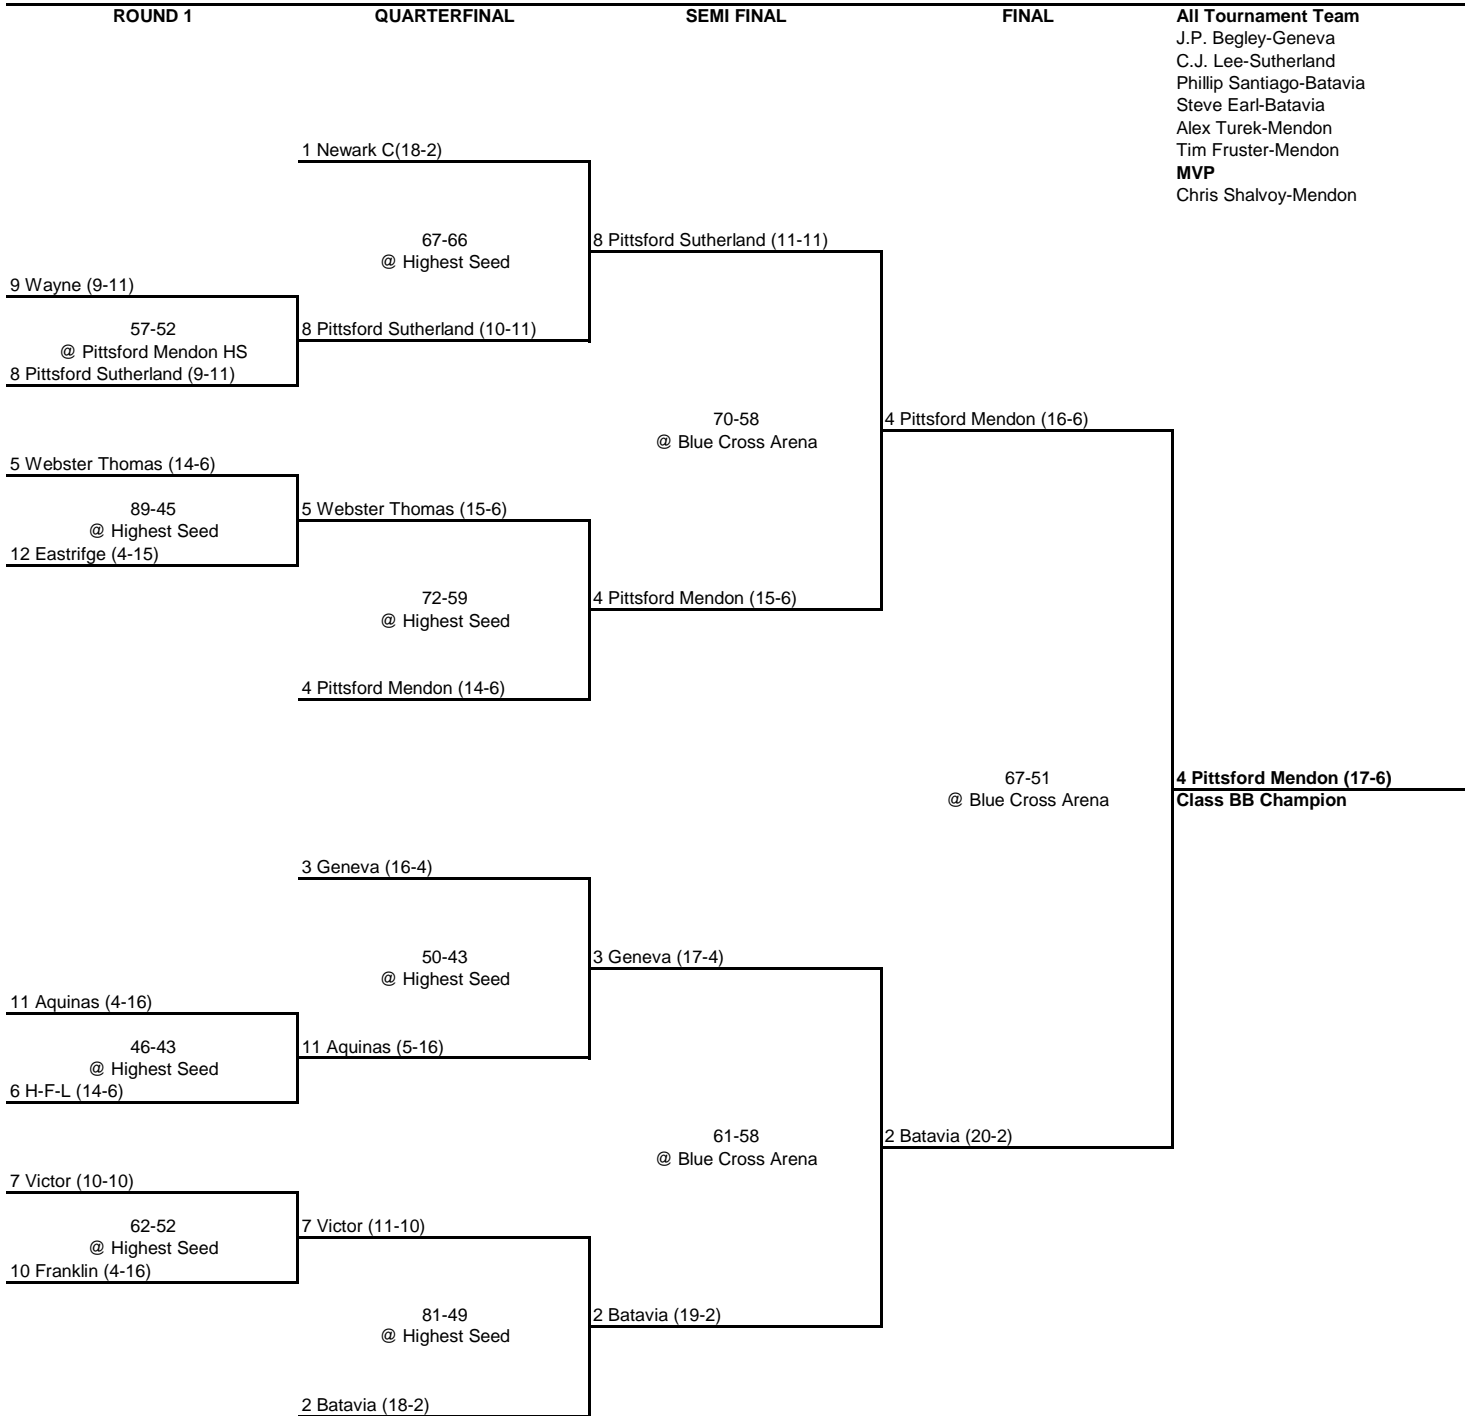 ROUND 1 QUARTERFINAL SEMI FINAL FINAL All Tournament Team
J.P. Begley-Geneva
C.J. Lee-Sutherland
Phillip Santiago-Batavia
Steve Earl-Batavia
Alex Turek-Mendon
Tim Fruster-Mendon
MVP
Chris Shalvoy-Mendon
1 Newark C(18-2)
67-66
@ Highest Seed
8 Pittsford Sutherland (11-11)
9 Wayne (9-11)
57-52
@ Pittsford Mendon HS
8 Pittsford Sutherland (9-11)
8 Pittsford Sutherland (10-11)
70-58
@ Blue Cross Arena
4 Pittsford Mendon (16-6)
5 Webster Thomas (14-6)
89-45
@ Highest Seed
12 Eastrifge (4-15)
5 Webster Thomas (15-6)
72-59
@ Highest Seed
4 Pittsford Mendon (15-6)
4 Pittsford Mendon (14-6)
67-51
@ Blue Cross Arena
4 Pittsford Mendon (17-6)
Class BB Champion
3 Geneva (16-4)
50-43
@ Highest Seed
3 Geneva (17-4)
11 Aquinas (4-16)
46-43
@ Highest Seed
6 H-F-L (14-6)
11 Aquinas (5-16)
61-58
@ Blue Cross Arena
2 Batavia (20-2)
7 Victor (10-10)
62-52
@ Highest Seed
10 Franklin (4-16)
7 Victor (11-10)
81-49
@ Highest Seed
2 Batavia (19-2)
2 Batavia (18-2)